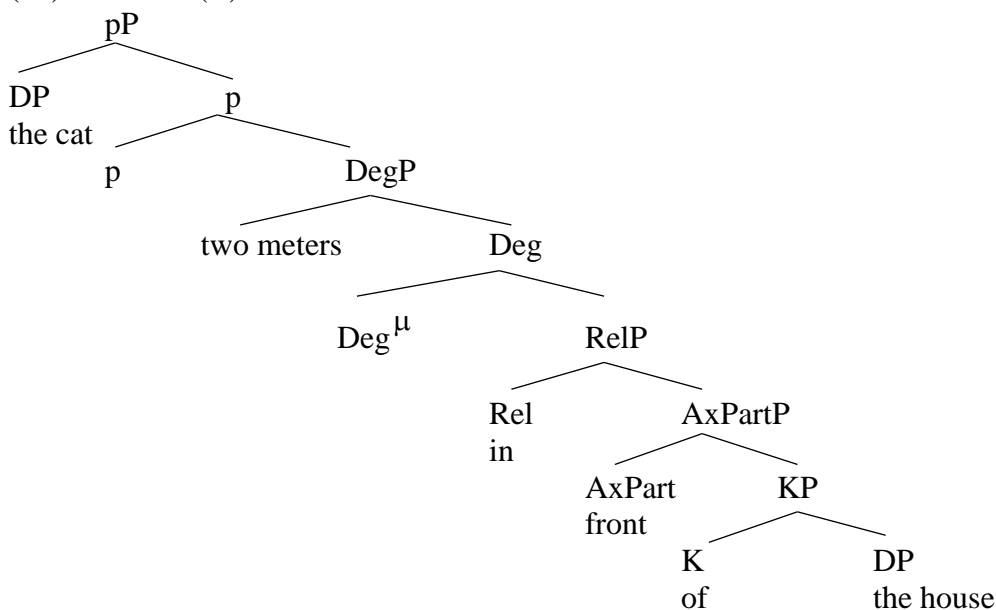 pP
DP p
the cat
p DegP
two meters Deg
Deg^μ RelP
Rel AxPartP
in
AxPart KP
front
K DP
of the house